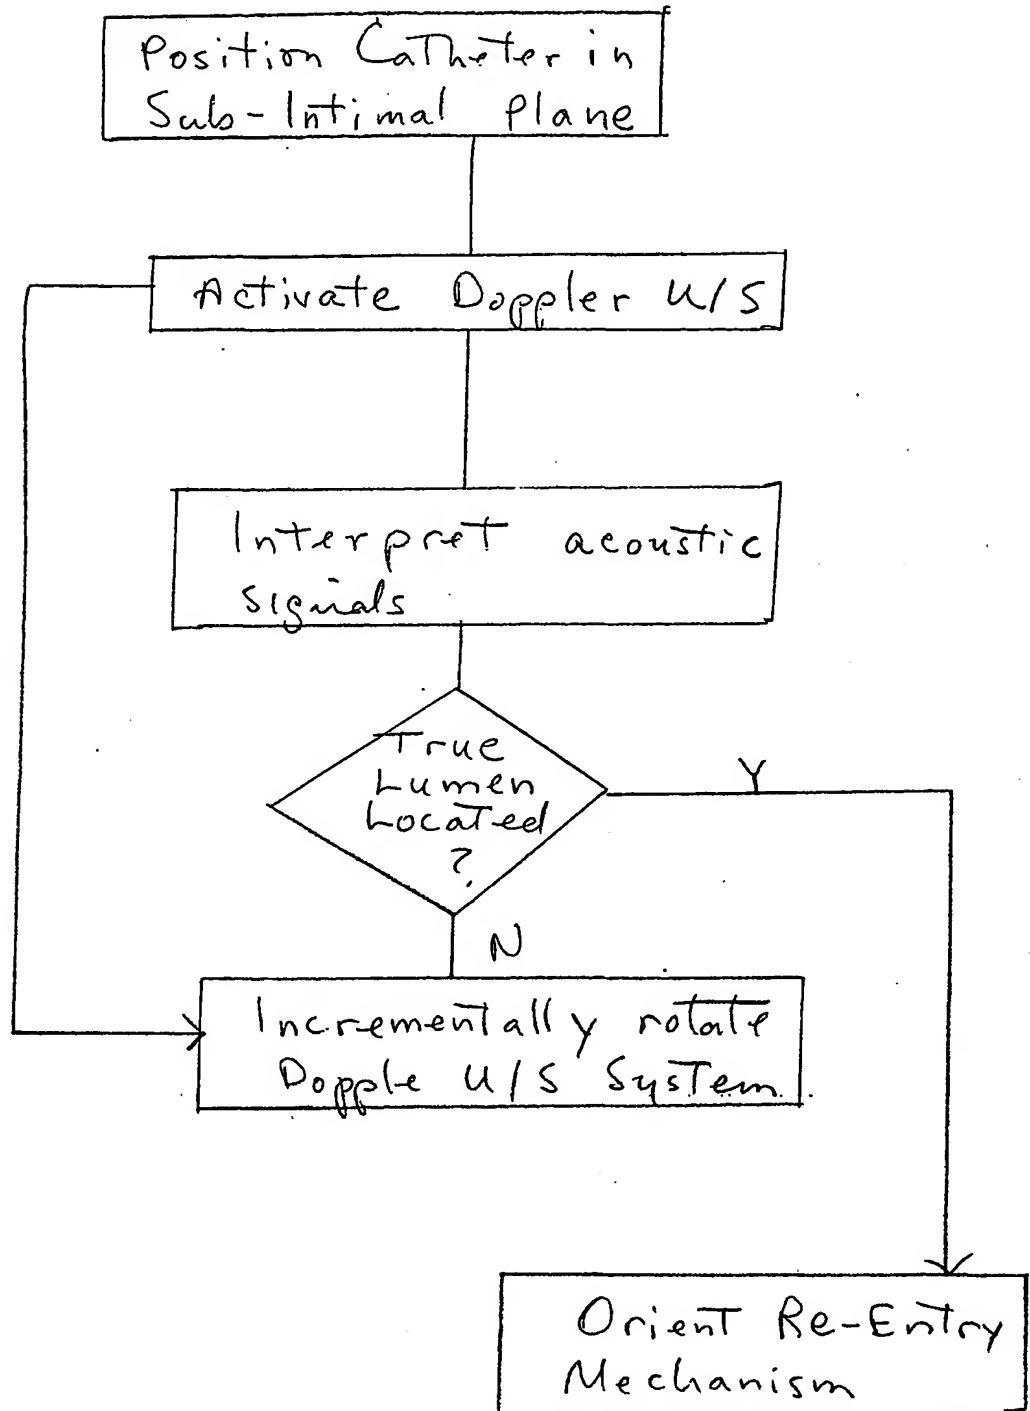 Position Catheter in
Sub-Intimal Plane
Activate Doppler U/S
Interpret acoustic
signals
True
Lumen
Located
?
Y
N
Incrementally rotate
Dopple U/S System
Orient Re-Entry
Mechanism